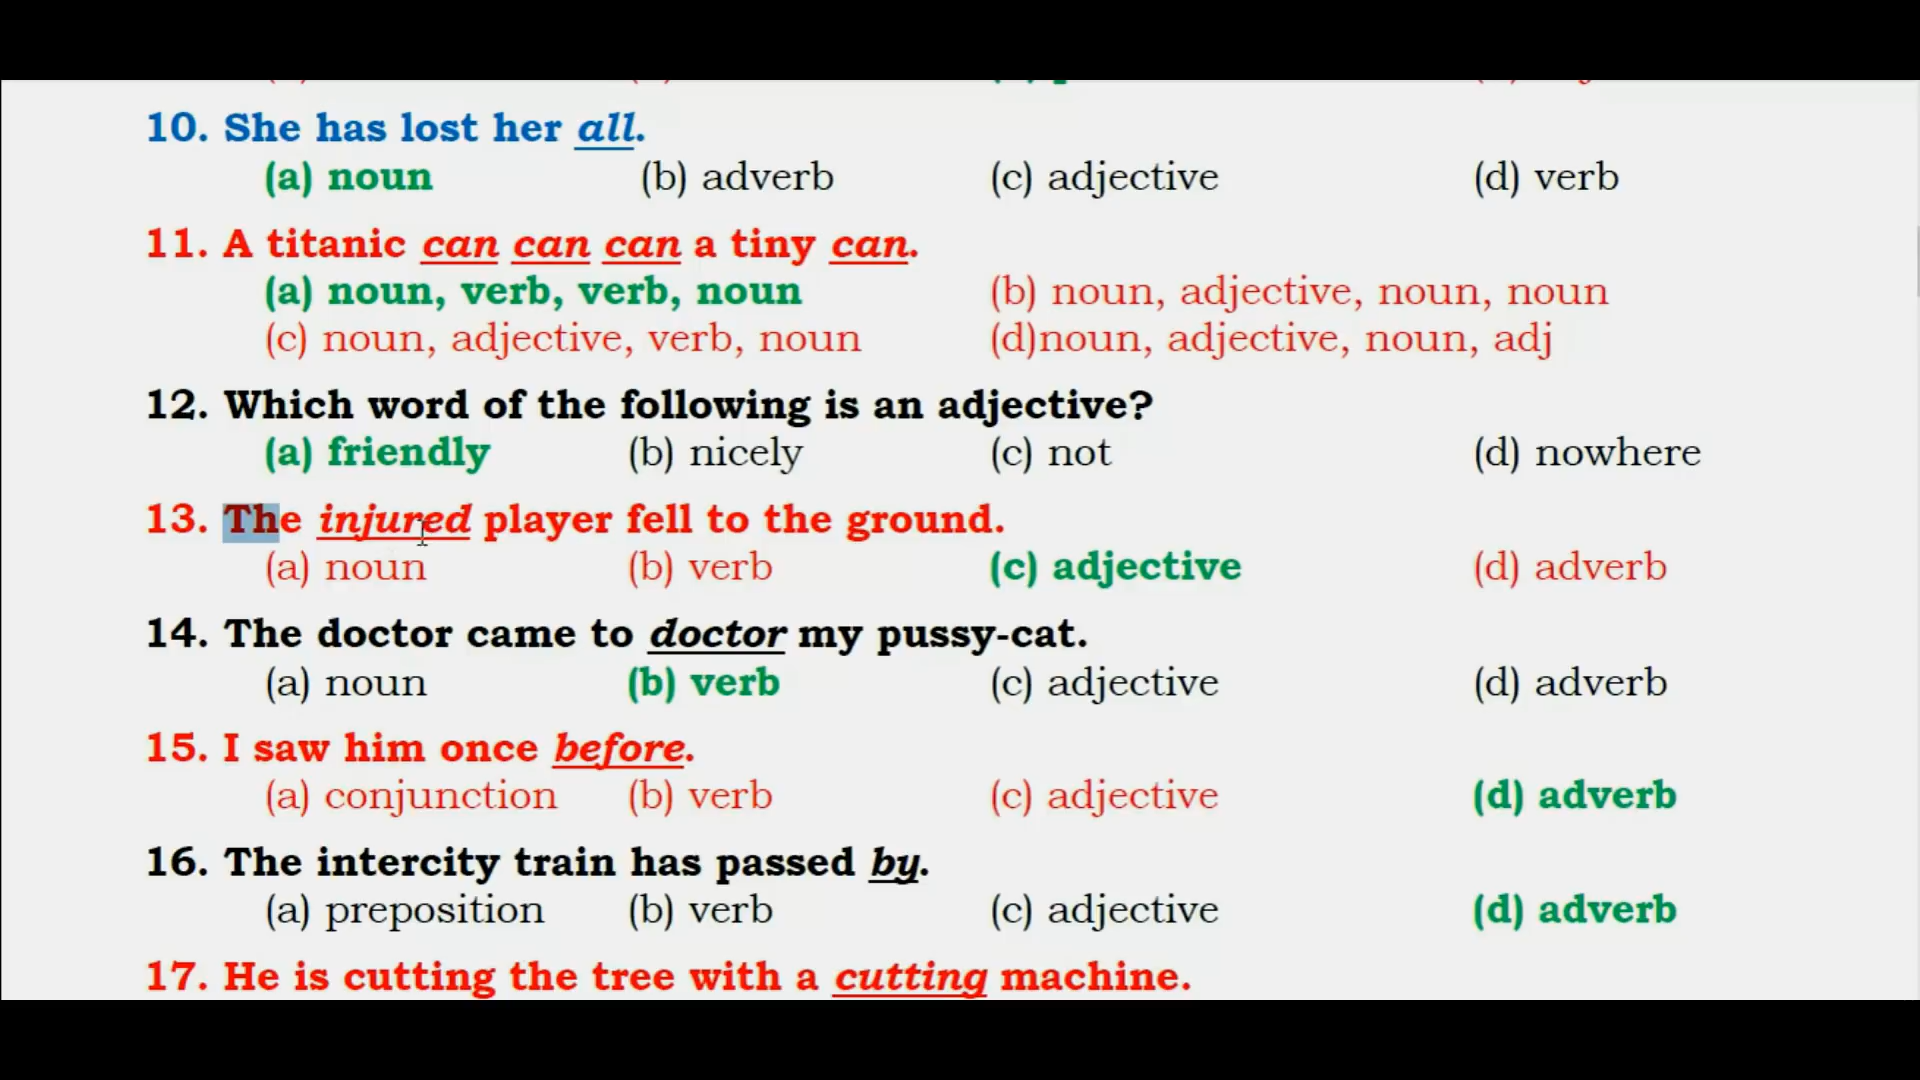 10. She has lost her all.
(a) noun (b) adverb (c) adjective (d) verb
11. A titanic can can can a tiny can.
(a) noun, verb, verb, noun (b) noun, adjective, noun, noun
(c) noun, adjective, verb, noun (d)noun, adjective, noun, adj
12. Which word of the following is an adjective?
(a) friendly (b) nicely (c) not (d) nowhere
13. The injured player fell to the ground.
(a) noun (b) verb (c) adjective (d) adverb
14. The doctor came to doctor my pussy-cat.
(a) noun (b) verb (c) adjective (d) adverb
15. I saw him once before.
(a) conjunction (b) verb (c) adjective (d) adverb
16. The intercity train has passed by.
(a) preposition (b) verb (c) adjective (d) adverb
17. He is cutting the tree with a cutting machine.